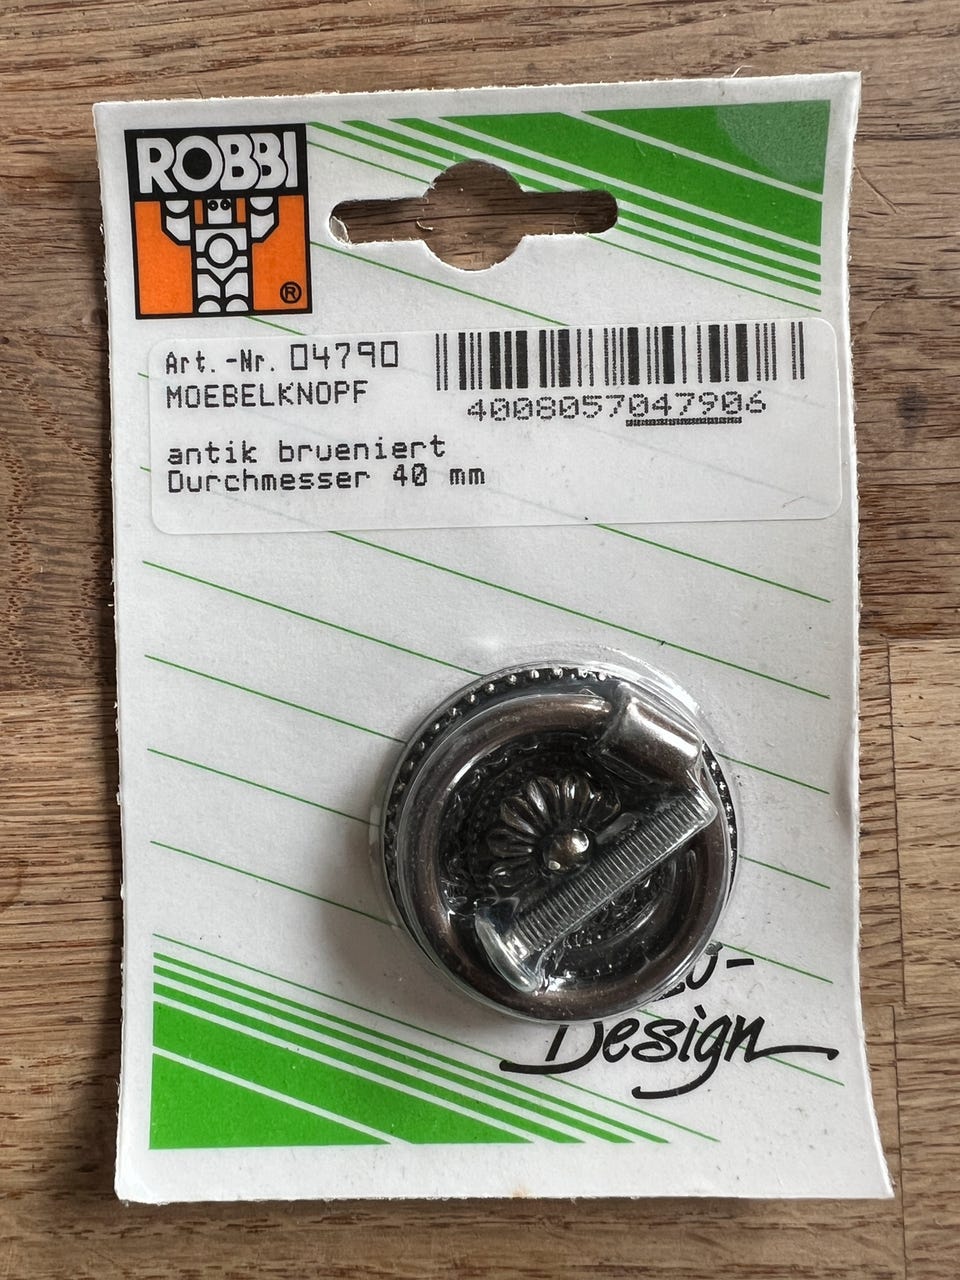 ROBBI
®
Art.-Nr. 04790
MOEBELKNOPF
4008057047906
antik brueniert
Durchmesser 40 mm
Design